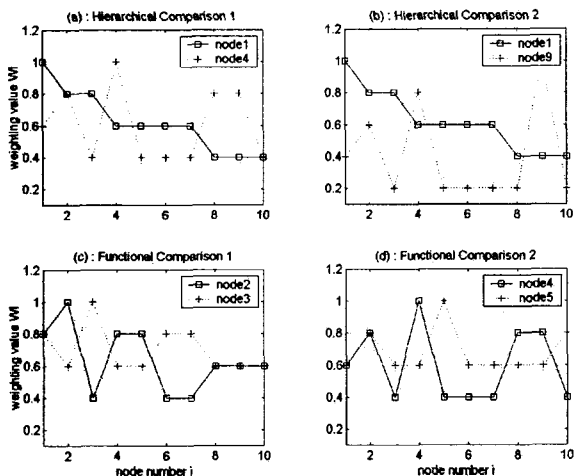 (a) : Hierarchical Comparison 1
(b) : Hierarchical Comparison 2
1.2
1
0.8
0.6
0.4
0.2
weighting value Wi
node1
node4
2 4 6 8 10
1.2
1
0.8
0.6
0.4
0.2
node1
node9
2 4 6 8 10
(c) : Functional Comparison 1
(d) : Functional Comparison 2
1.2
1
0.8
0.6
0.4
0.2
weighting value Wi
node2
node3
2 4 6 8 10
node number i
1.2
1
0.8
0.6
0.4
0.2
node4
node5
2 4 6 8 10
node number i